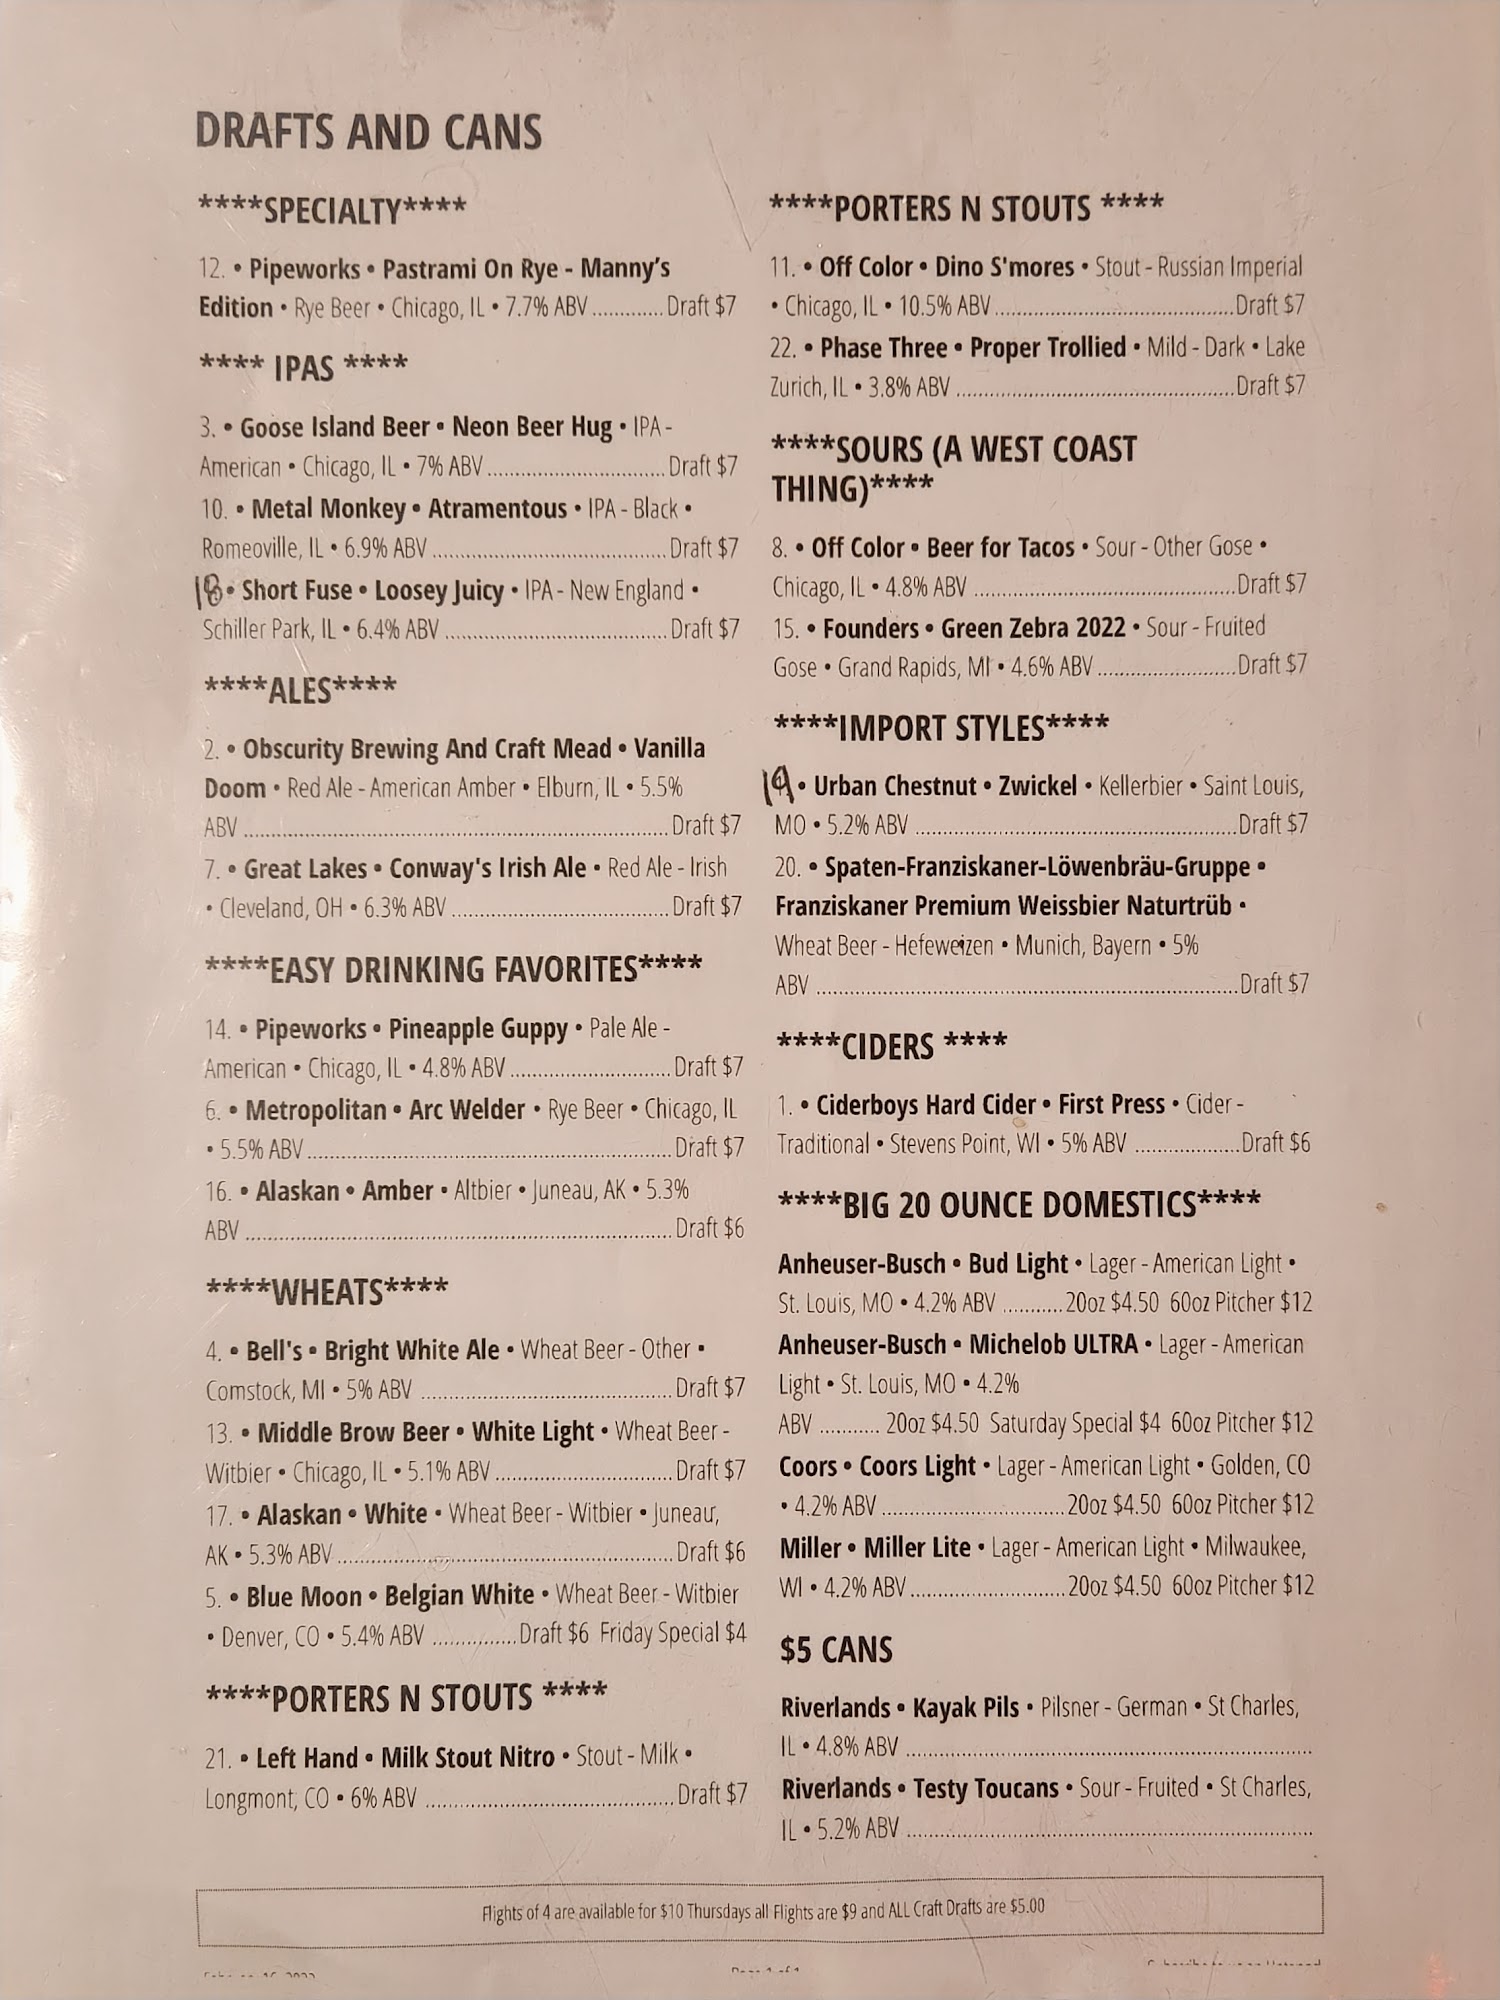 DRAFTS AND CANS
****SPECIALTY****
12. • Pipeworks • Pastrami On Rye - Manny's
Edition • Rye Beer • Chicago, IL • 7.7% ABV.............Draft $7
**** IPAS ****
3. • Goose Island Beer • Neon Beer Hug • IPA -
American • Chicago, IL • 7% ABV.................................Draft $7
10. • Metal Monkey • Atramentous • IPA - Black •
Romeoville, IL • 6.9% ABV...........................................Draft $7
18 • Short Fuse • Loosey Juicy • IPA - New England •
Schiller Park, IL • 6.4% ABV.........................................Draft $7
****ALES****
2. • Obscurity Brewing And Craft Mead • Vanilla
Doom • Red Ale - American Amber • Elburn, IL • 5.5%
ABV..............................................................................Draft $7
7. • Great Lakes • Conway's Irish Ale • Red Ale - Irish
• Cleveland, OH • 6.3% ABV........................................Draft $7
****EASY DRINKING FAVORITES****
14. • Pipeworks • Pineapple Guppy • Pale Ale -
American • Chicago, IL • 4.8% ABV.............................Draft $7
6. • Metropolitan • Arc Welder • Rye Beer • Chicago, IL
• 5.5% ABV...................................................................Draft $7
16. • Alaskan • Amber • Altbier • Juneau, AK • 5.3%
ABV..............................................................................Draft $6
****WHEATS****
4. • Bell's • Bright White Ale • Wheat Beer - Other •
Comstock, MI • 5% ABV..............................................Draft $7
13. • Middle Brow Beer • White Light • Wheat Beer -
Witbier • Chicago, IL • 5.1% ABV.................................Draft $7
17. • Alaskan • White • Wheat Beer - Witbier • Juneau,
AK • 5.3% ABV.............................................................Draft $6
5. • Blue Moon • Belgian White • Wheat Beer - Witbier
• Denver, CO • 5.4% ABV...............Draft $6 Friday Special $4
****PORTERS N STOUTS ****
21. • Left Hand • Milk Stout Nitro • Stout - Milk •
Longmont, CO • 6% ABV.............................................Draft $7
****PORTERS N STOUTS ****
11. • Off Color • Dino S'mores • Stout - Russian Imperial
• Chicago, IL • 10.5% ABV...........................................Draft $7
22. • Phase Three • Proper Trollied • Mild - Dark • Lake
Zurich, IL • 3.8% ABV...................................................Draft $7
****SOURS (A WEST COAST
THING)****
8. • Off Color • Beer for Tacos • Sour - Other Gose •
Chicago, IL • 4.8% ABV................................................Draft $7
15. • Founders • Green Zebra 2022 • Sour - Fruited
Gose • Grand Rapids, MI • 4.6% ABV.........................Draft $7
****IMPORT STYLES****
19 • Urban Chestnut • Zwickel • Kellerbier • Saint Louis,
MO • 5.2% ABV...........................................................Draft $7
20. • Spaten-Franziskaner-Löwenbräu-Gruppe •
Franziskaner Premium Weissbier Naturtrüb •
Wheat Beer - Hefeweizen • Munich, Bayern • 5%
ABV..............................................................................Draft $7
****CIDERS ****
1. • Ciderboys Hard Cider • First Press • Cider -
Traditional • Stevens Point, WI • 5% ABV...................Draft $6
****BIG 20 OUNCE DOMESTICS****
Anheuser-Busch • Bud Light • Lager - American Light •
St. Louis, MO • 4.2% ABV...........20oz $4.50 60oz Pitcher $12
Anheuser-Busch • Michelob ULTRA • Lager - American
Light • St. Louis, MO • 4.2%
ABV...........20oz $4.50 Saturday Special $4 60oz Pitcher $12
Coors • Coors Light • Lager - American Light • Golden, CO
• 4.2% ABV.................................20oz $4.50 60oz Pitcher $12
Miller • Miller Lite • Lager - American Light • Milwaukee,
WI • 4.2% ABV............................20oz $4.50 60oz Pitcher $12
$5 CANS
Riverlands • Kayak Pils • Pilsner - German • St Charles,
IL • 4.8% ABV..........................................................................
Riverlands • Testy Toucans • Sour - Fruited • St Charles,
IL • 5.2% ABV..........................................................................
Flights of 4 are available for $10 Thursdays all Flights are $9 and ALL Craft Drafts are $5.00